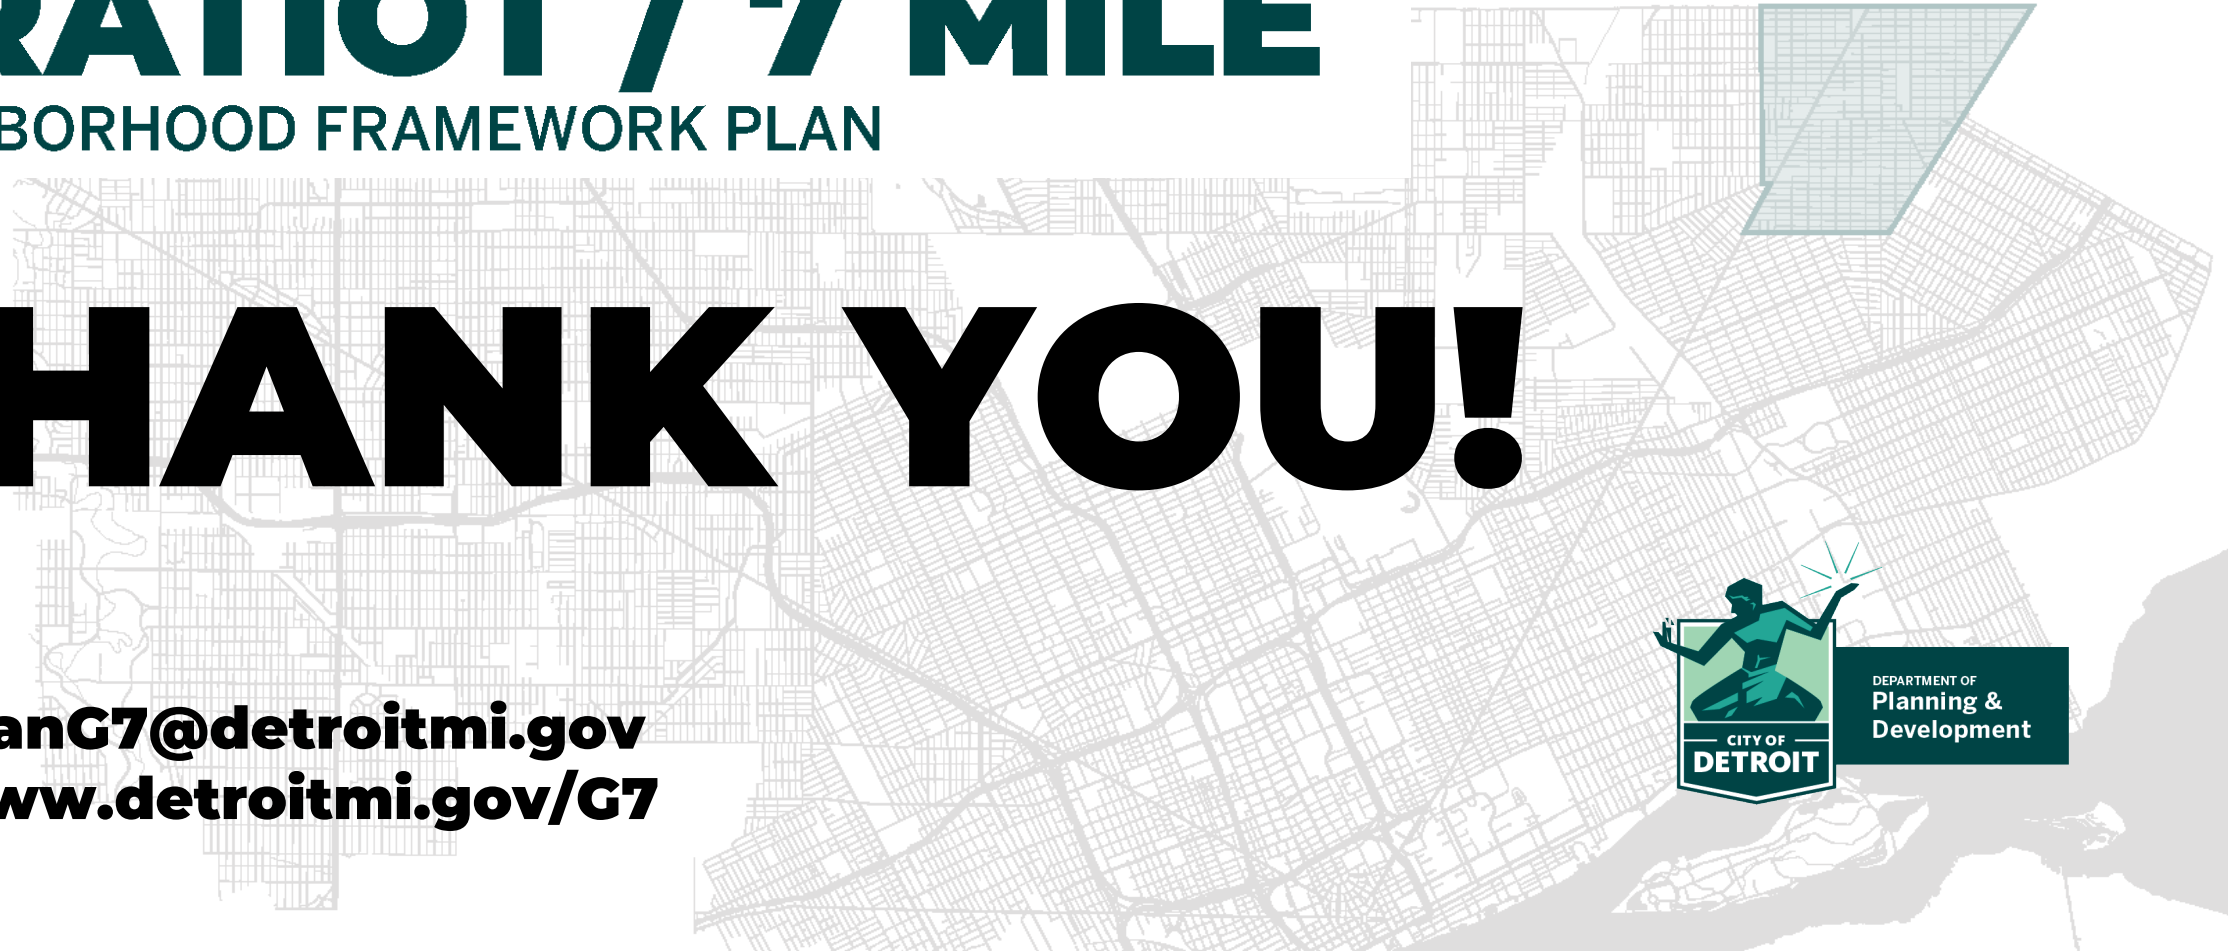 RATIOT / 7 MILE
BORHOOD FRAMEWORK PLAN
HANK YOU!
anG7@detroitmi.gov
ww.detroitmi.gov/G7
DEPARTMENT OF
Planning &
Development
CITY OF
DETROIT